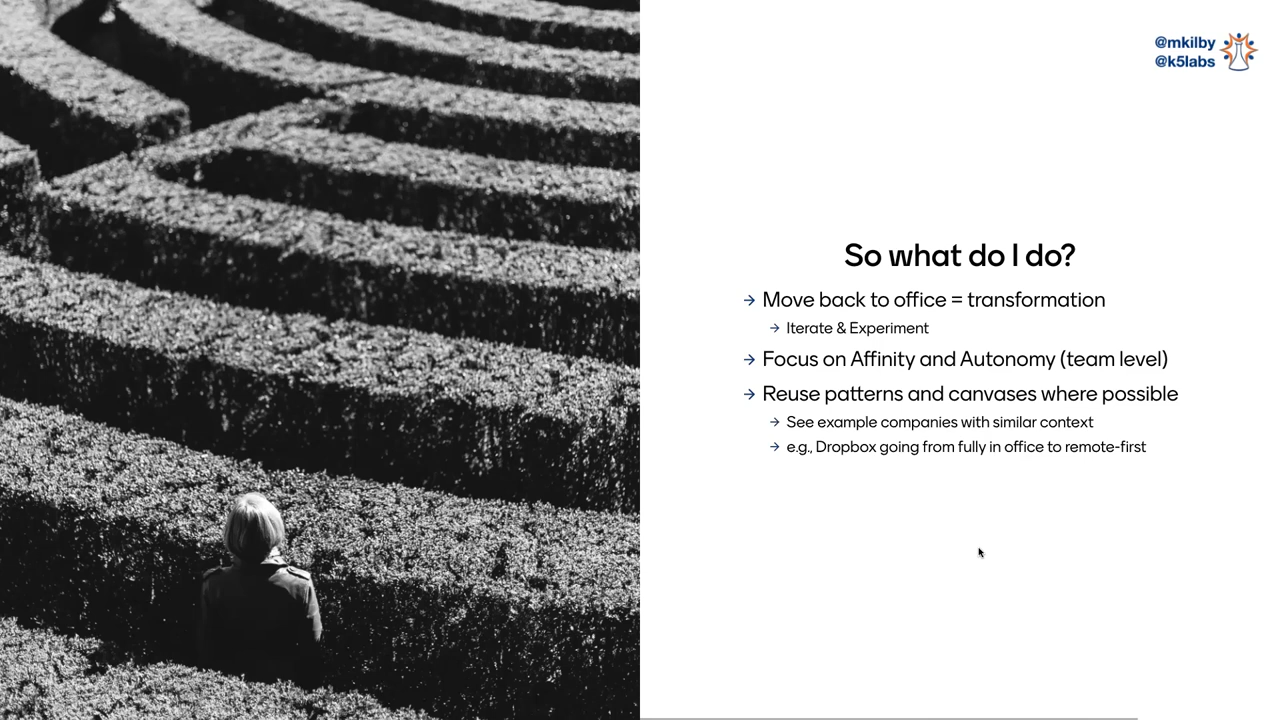 @mkilby
@k5labs
So what do I do?
→ Move back to office = transformation
→ Iterate & Experiment
→ Focus on Affinity and Autonomy (team level)
→ Reuse patterns and canvases where possible
→ See example companies with similar context
→ e.g., Dropbox going from fully in office to remote-first